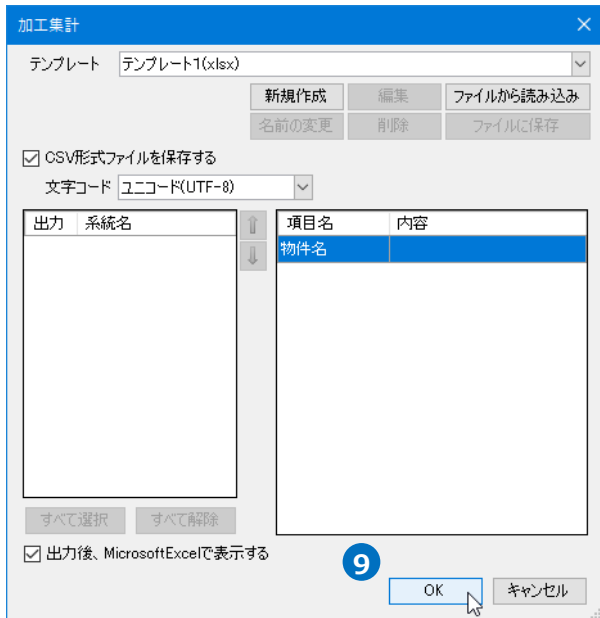 加工集計
テンプレート テンプレート1(xlsx)
新規作成 編集 ファイルから読み込み
名前の変更 削除 ファイルに保存
CSV形式ファイルを保存する
文字コード ユニコード(UTF-8)
出力 系統名 項目名 内容
物件名
すべて選択 すべて解除
出力後、MicrosoftExcelで表示する
9
OK キャンセル